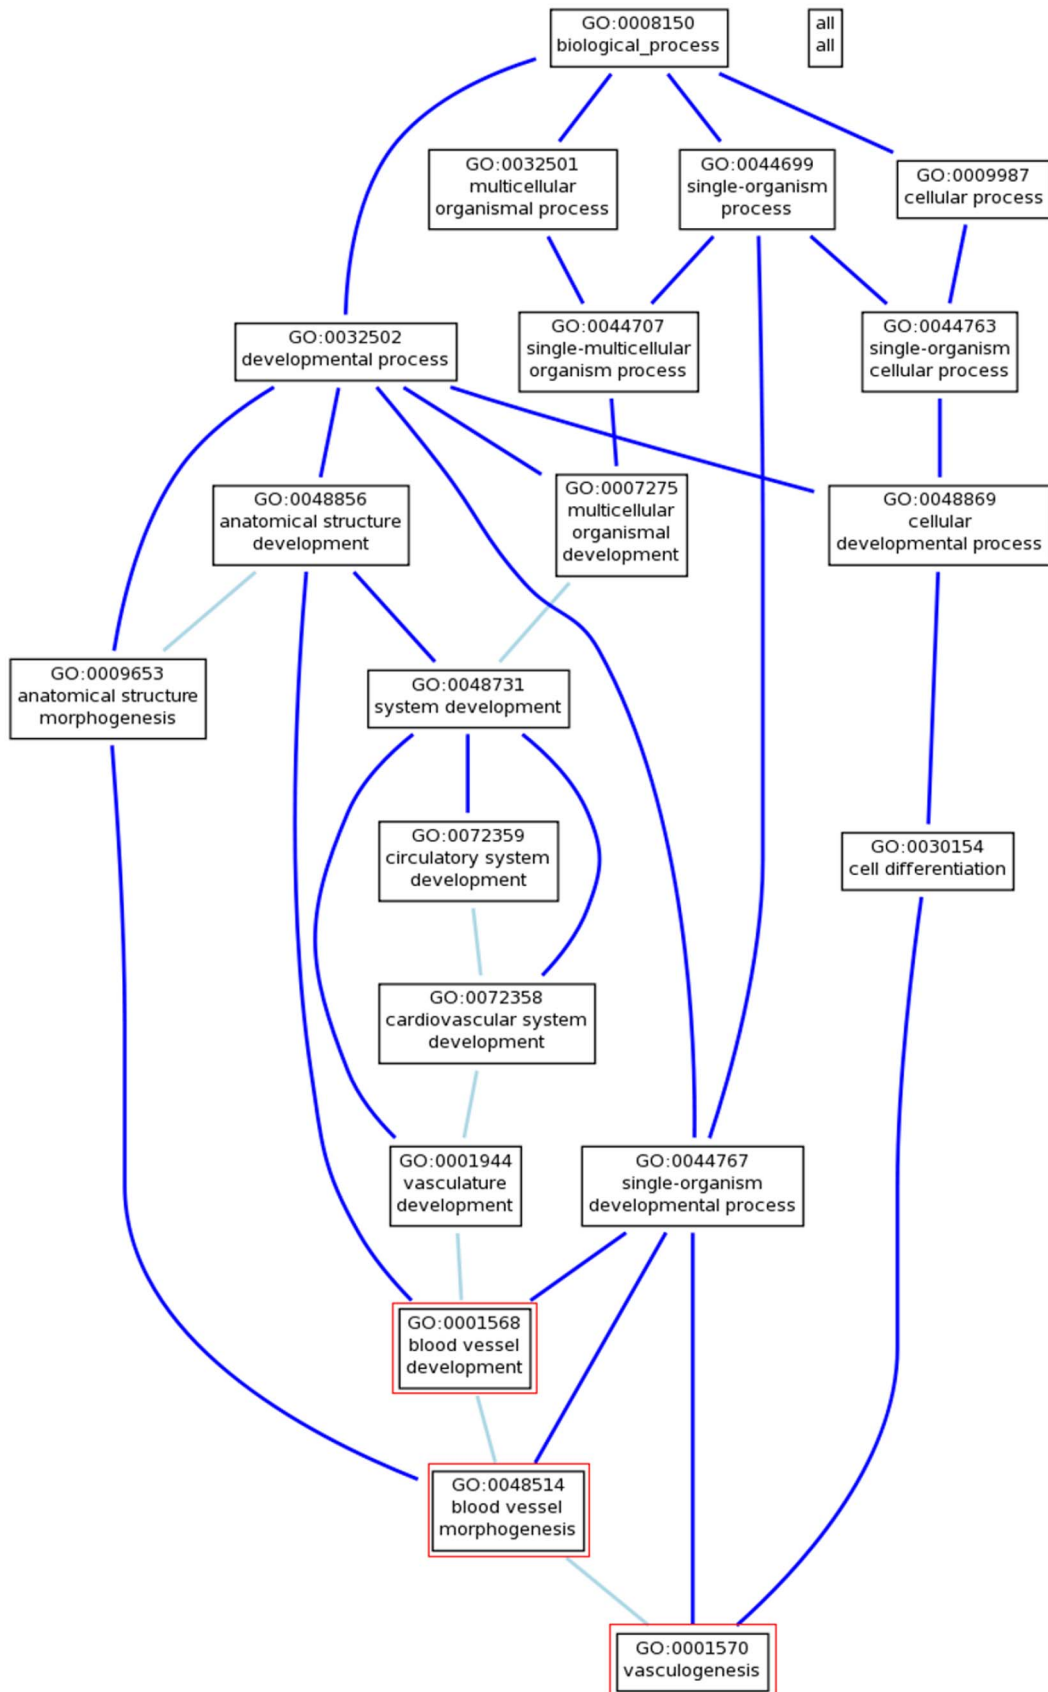 GO:0008150
biological_process
all
all
GO:0032501
multicellular
organismal process
GO:0044699
single-organism
process
GO:0009987
cellular process
GO:0032502
developmental process
GO:0044707
single-multicellular
organism process
GO:0044763
single-organism
cellular process
GO:0048856
anatomical structure
development
GO:0007275
multicellular
organismal
development
GO:0048869
cellular
developmental process
GO:0009653
anatomical structure
morphogenesis
GO:0048731
system development
GO:0072359
circulatory system
development
GO:0030154
cell differentiation
GO:0072358
cardiovascular system
development
GO:0001944
vasculature
development
GO:0044767
single-organism
developmental process
GO:0001568
blood vessel
development
GO:0048514
blood vessel
morphogenesis
GO:0001570
vasculogenesis